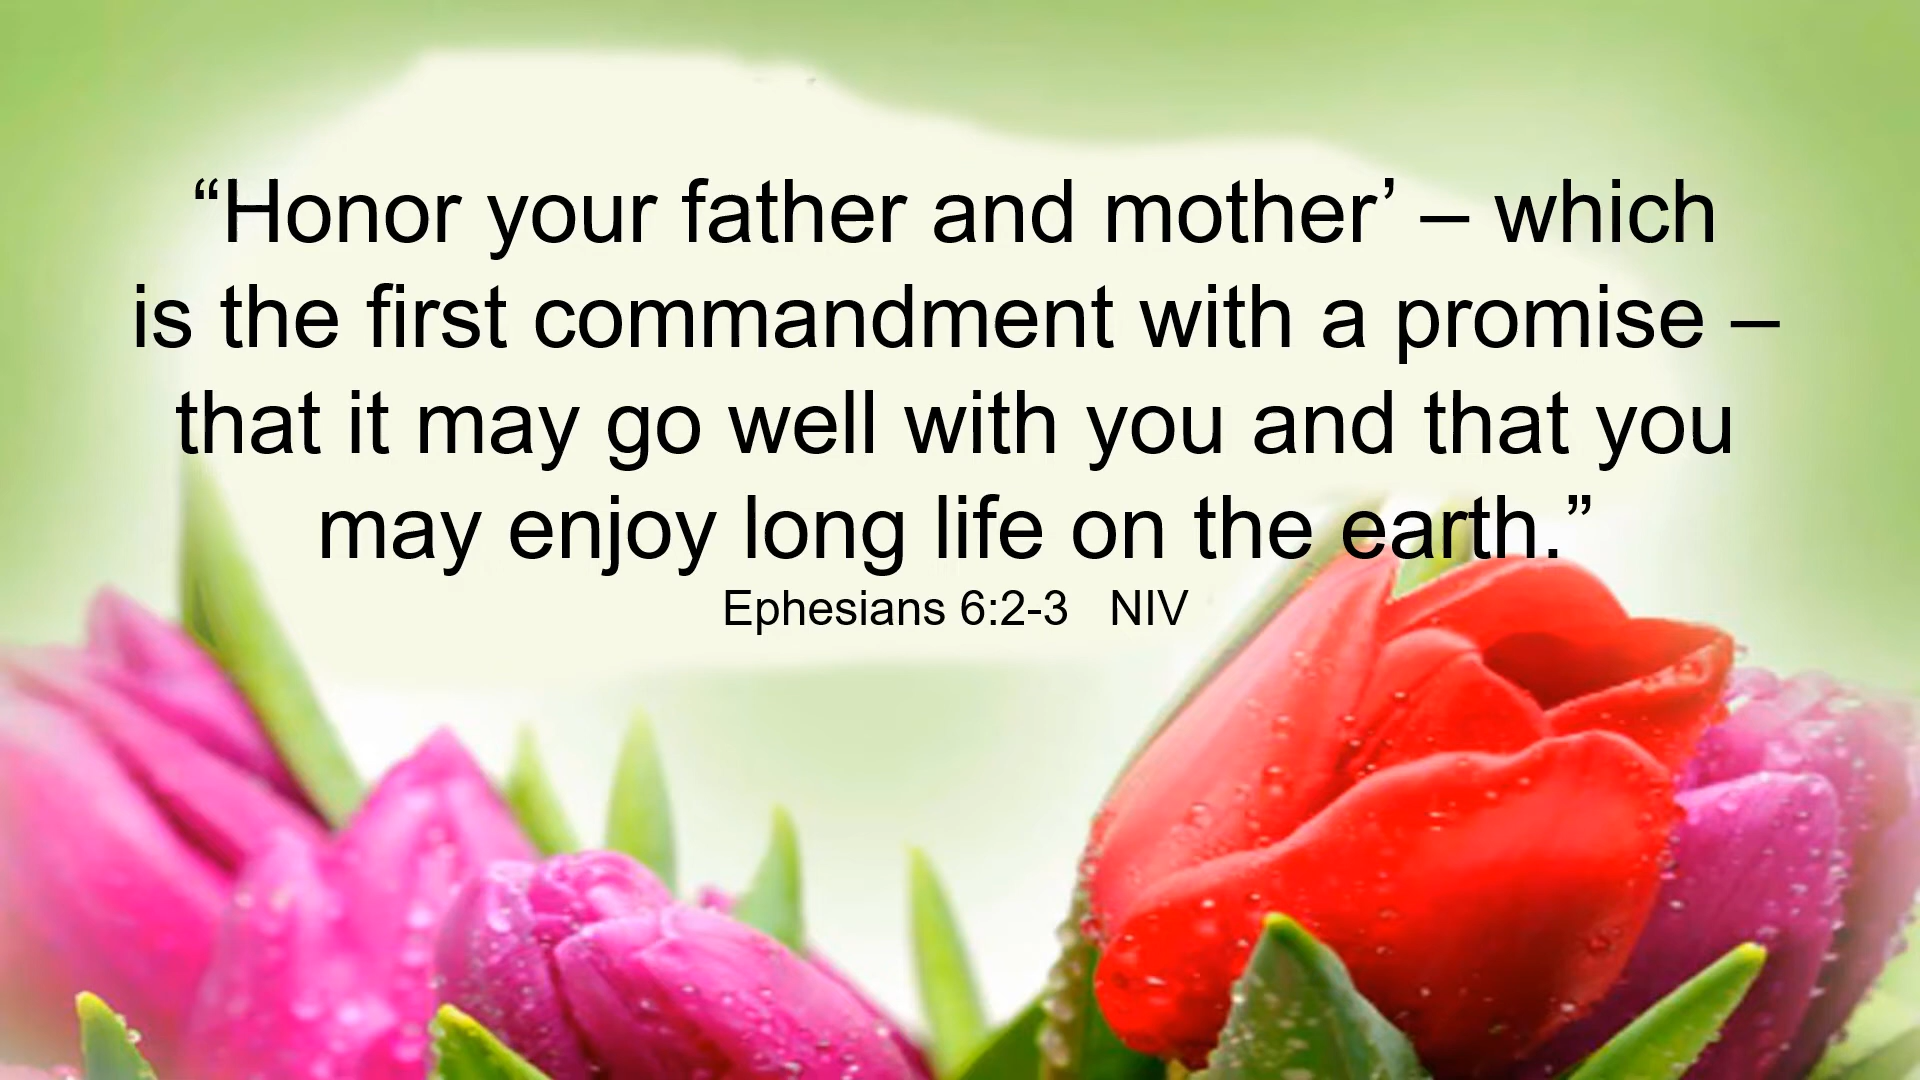 “Honor your father and mother’ – which
is the first commandment with a promise –
that it may go well with you and that you
may enjoy long life on the earth.”
Ephesians 6:2-3   NIV